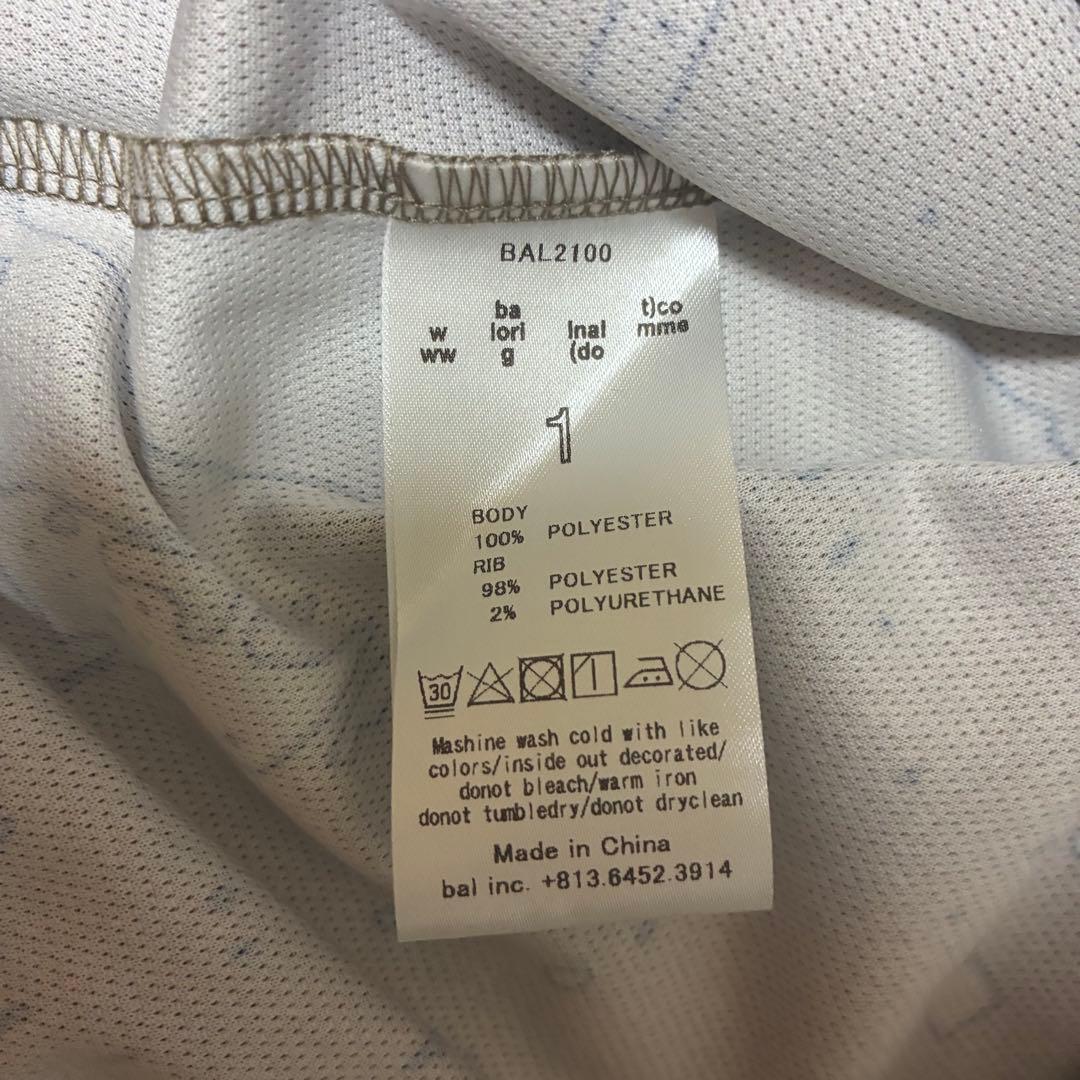 BAL2100
w
ww
ba
lori
g
inal
(do
t)co
mme
1
BODY
100% POLYESTER
RIB
98% POLYESTER
2% POLYURETHANE
30
Mashine wash cold with like
colors/inside out decorated/
donot bleach/warm iron
donot tumbledry/donot dryclean
Made in China
bal inc. +813.6452.3914